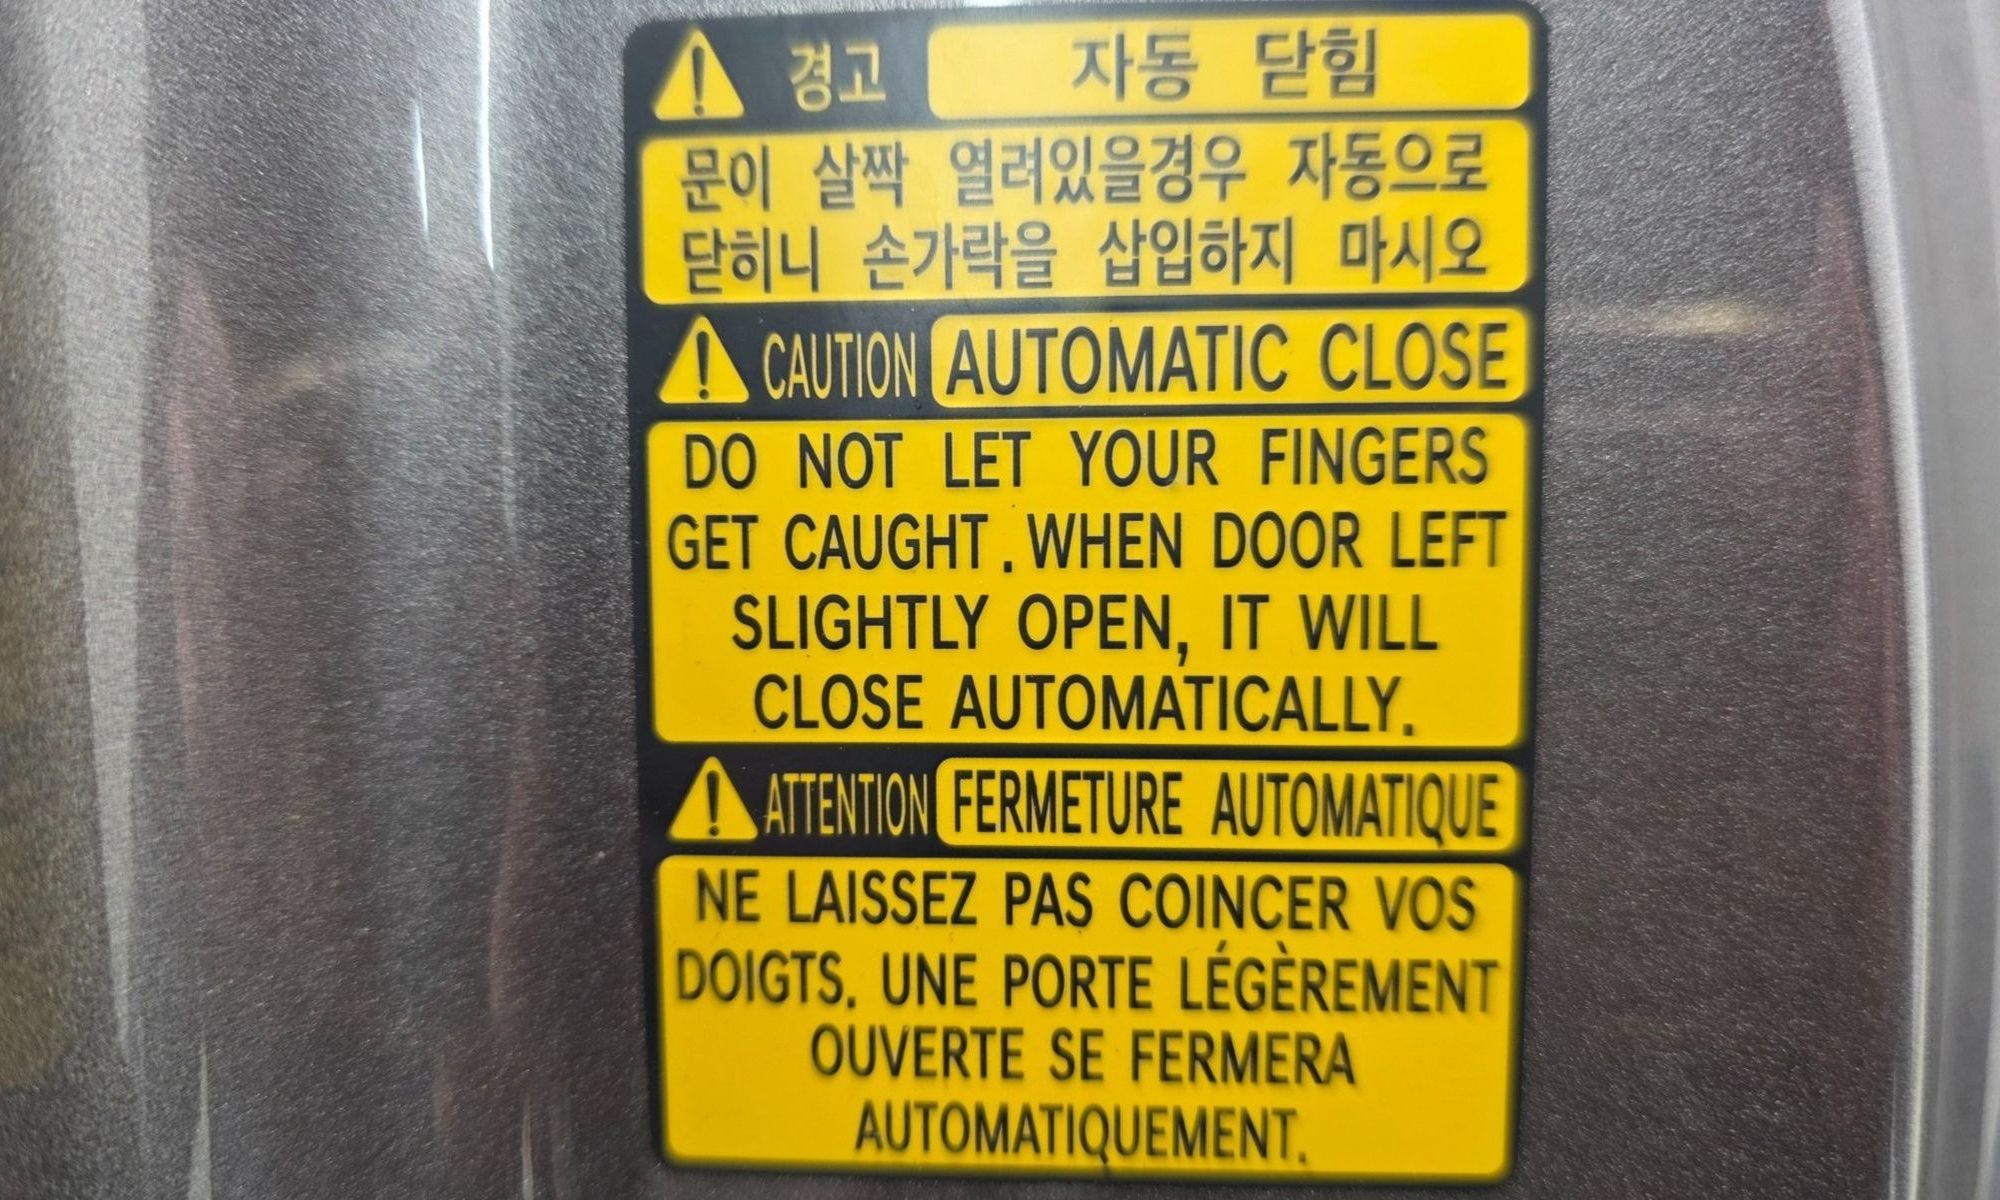 경고 자동 닫힘
문이 살짝 열려있을경우 자동으로
닫히니 손가락을 삽입하지 마시오
CAUTION AUTOMATIC CLOSE
DO NOT LET YOUR FINGERS
GET CAUGHT. WHEN DOOR LEFT
SLIGHTLY OPEN, IT WILL
CLOSE AUTOMATICALLY.
ATTENTION FERMETURE AUTOMATIQUE
NE LAISSEZ PAS COINCER VOS
DOIGTS. UNE PORTE LÉGÈREMENT
OUVERTE SE FERMERA
AUTOMATIQUEMENT.